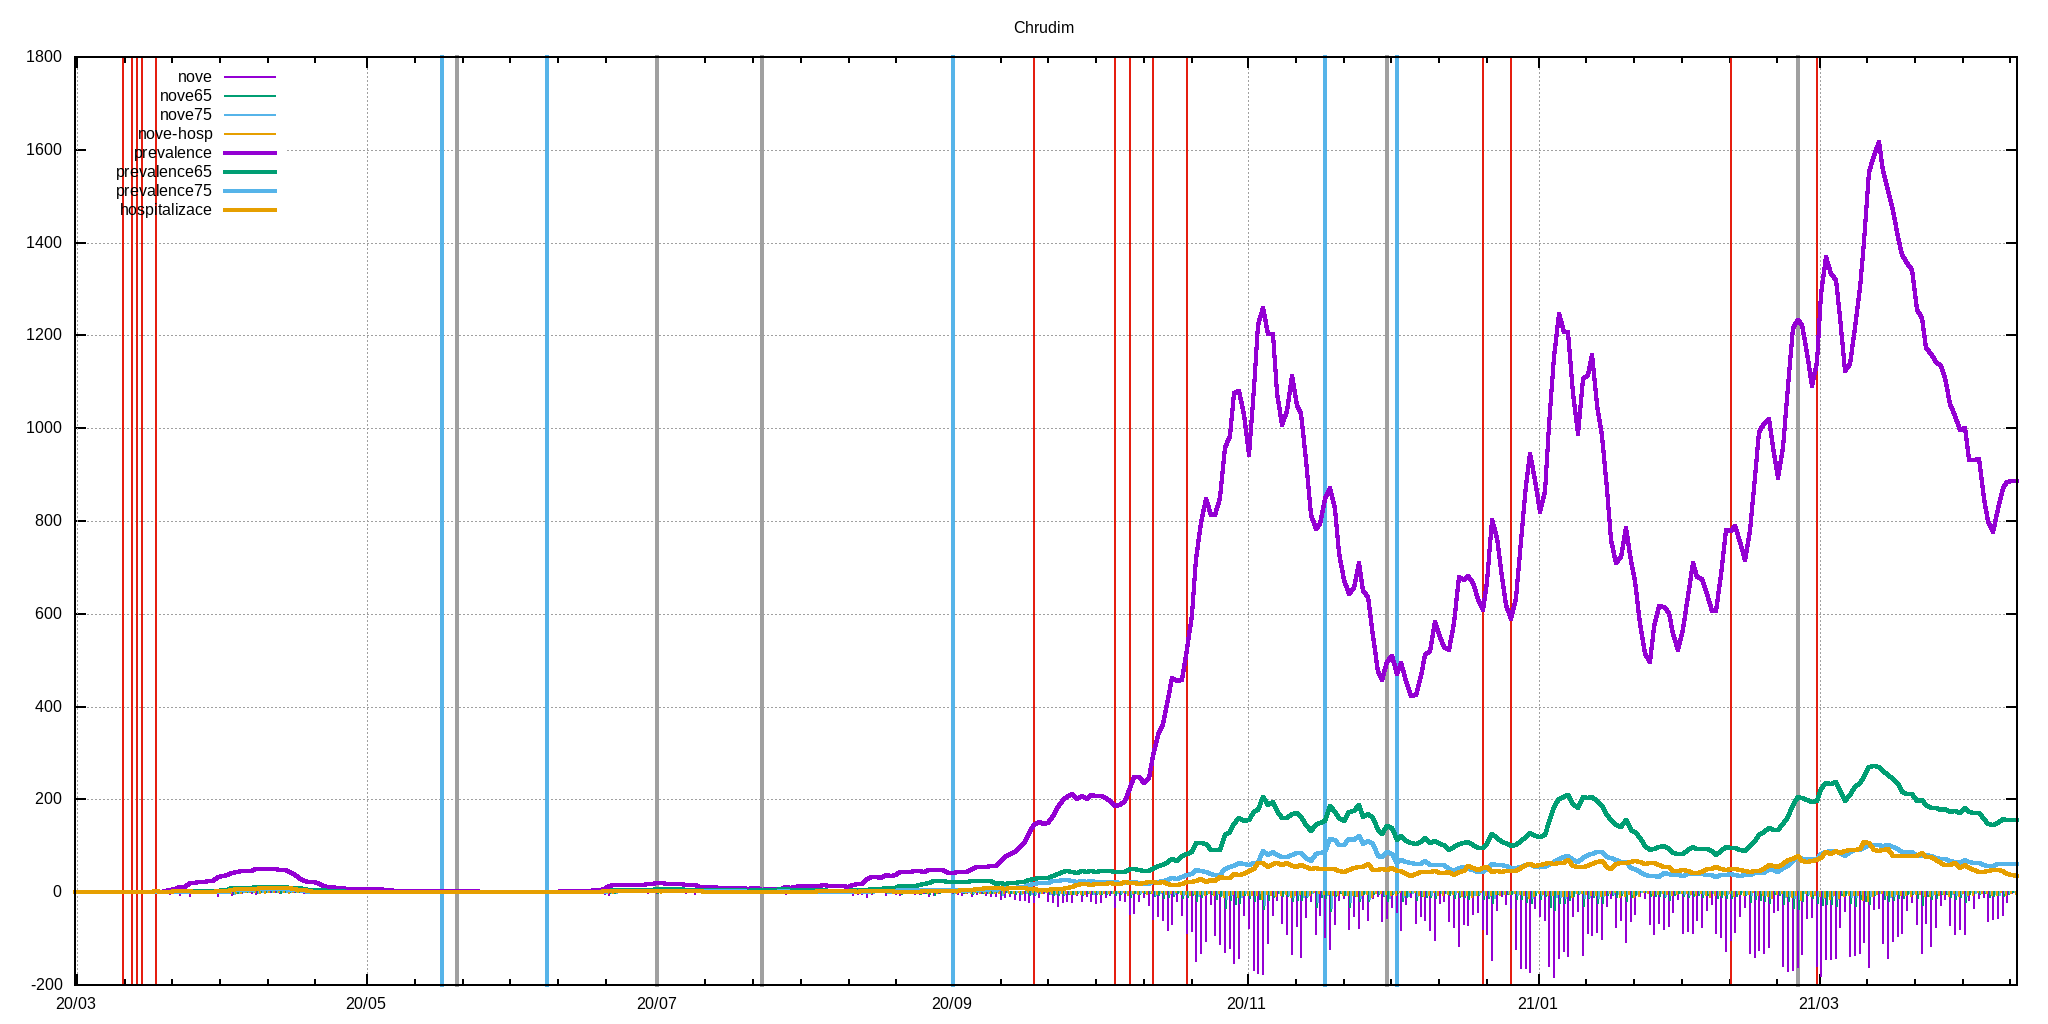 Chrudim
1800
1600
1400
1200
1000
800
600
400
200
0
-200
nove
nove65
nove75
nove-hosp
prevalence
prevalence65
prevalence75
hospitalizace
20/03 20/05 20/07 20/09 20/11 21/01 21/03